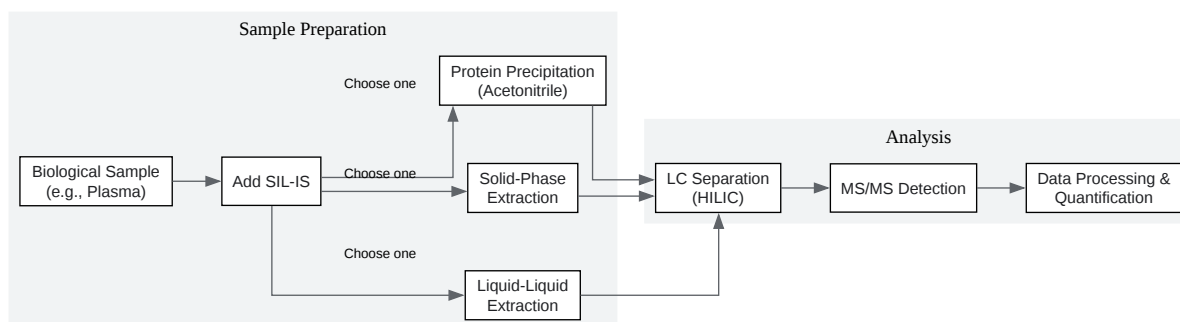 Sample Preparation
Choose one
Protein Precipitation
(Acetonitrile)
Biological Sample
(e.g., Plasma)
Add SIL-IS
Choose one
Solid-Phase
Extraction
Choose one
Liquid-Liquid
Extraction
Analysis
LC Separation
(HILIC)
MS/MS Detection
Data Processing &
Quantification